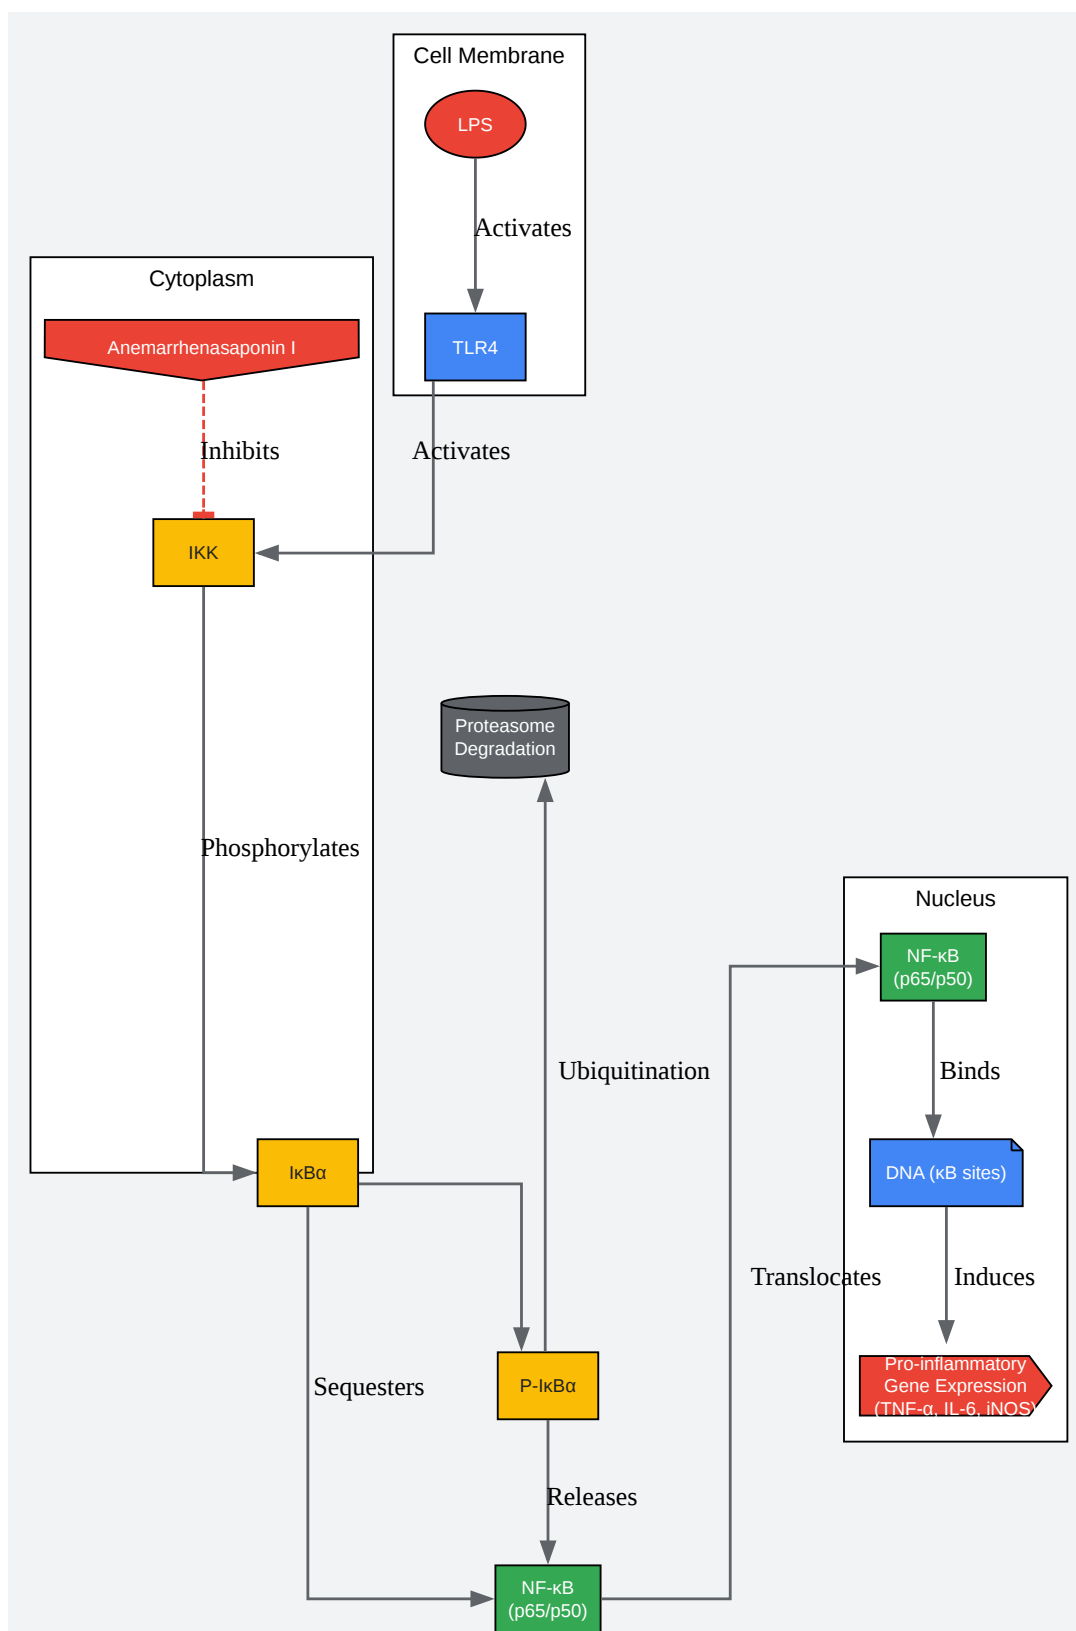 Cell Membrane
LPS
Activates
TLR4
Cytoplasm
Anemarrhenasaponin I
Inhibits
Activates
IKK
Phosphorylates
Proteasome
Degradation
Ubiquitination
IκBα
Sequesters
P-IκBα
Releases
NF-κB
(p65/p50)
Translocates
Nucleus
NF-κB
(p65/p50)
Binds
DNA (κB sites)
Induces
Pro-inflammatory
Gene Expression
(TNF-α, IL-6, iNOS)